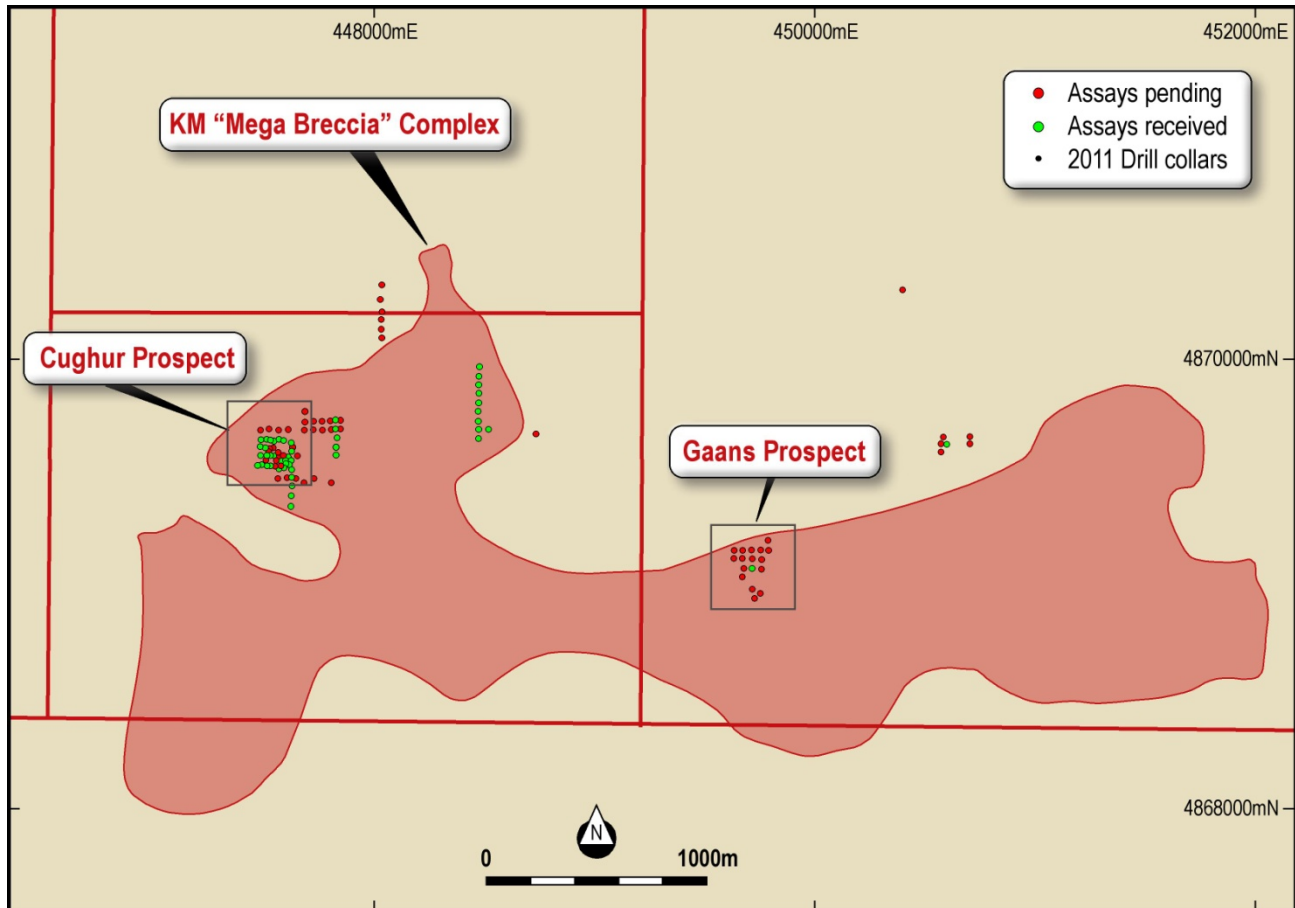 448000mE
450000mE
452000mE
KM “Mega Breccia” Complex
Assays pending
Assays received
2011 Drill collars
Cughur Prospect
4870000mN
Gaans Prospect
4868000mN
N
0
1000m